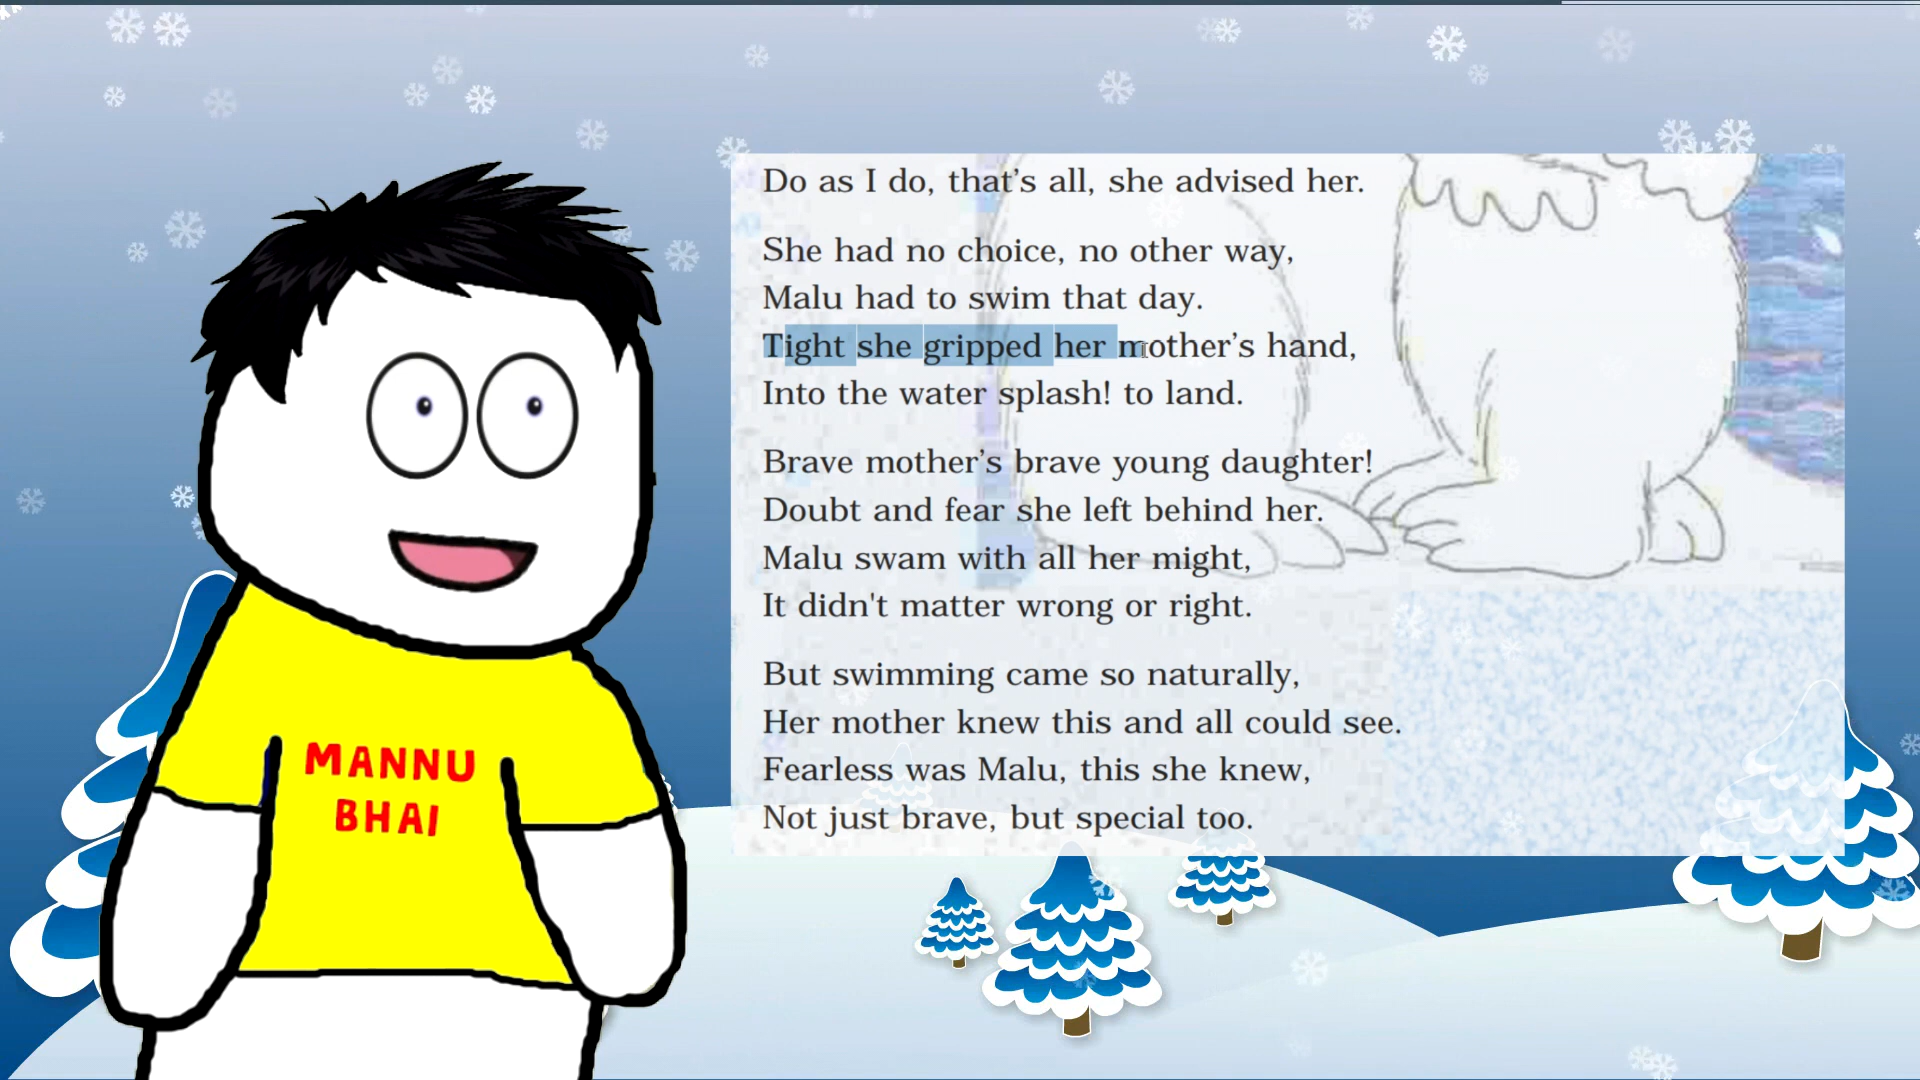 Do as I do, that's all, she advised her.
She had no choice, no other way,
Malu had to swim that day.
Tight she gripped her mother's hand,
Into the water splash! to land.
Brave mother's brave young daughter!
Doubt and fear she left behind her.
Malu swam with all her might,
It didn't matter wrong or right.
But swimming came so naturally,
Her mother knew this and all could see.
Fearless was Malu, this she knew,
Not just brave, but special too.
MANNU
BHAI